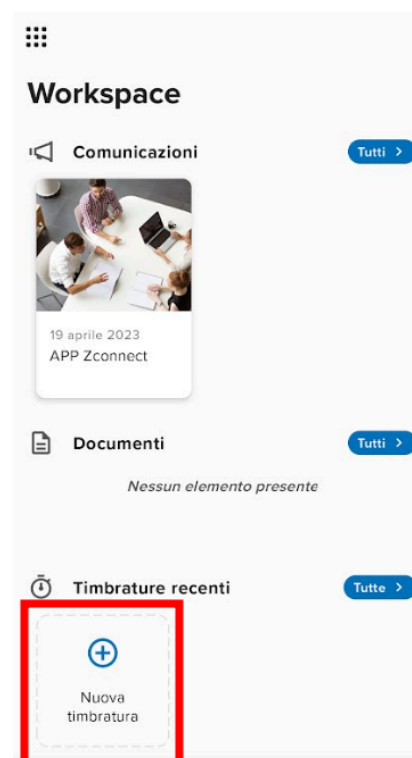 Workspace
Comunicazioni
Tutti >
19 aprile 2023
APP Zconnect
Documenti
Tutti >
Nessun elemento presente
Timbrature recenti
Tutte >
Nuova
timbratura